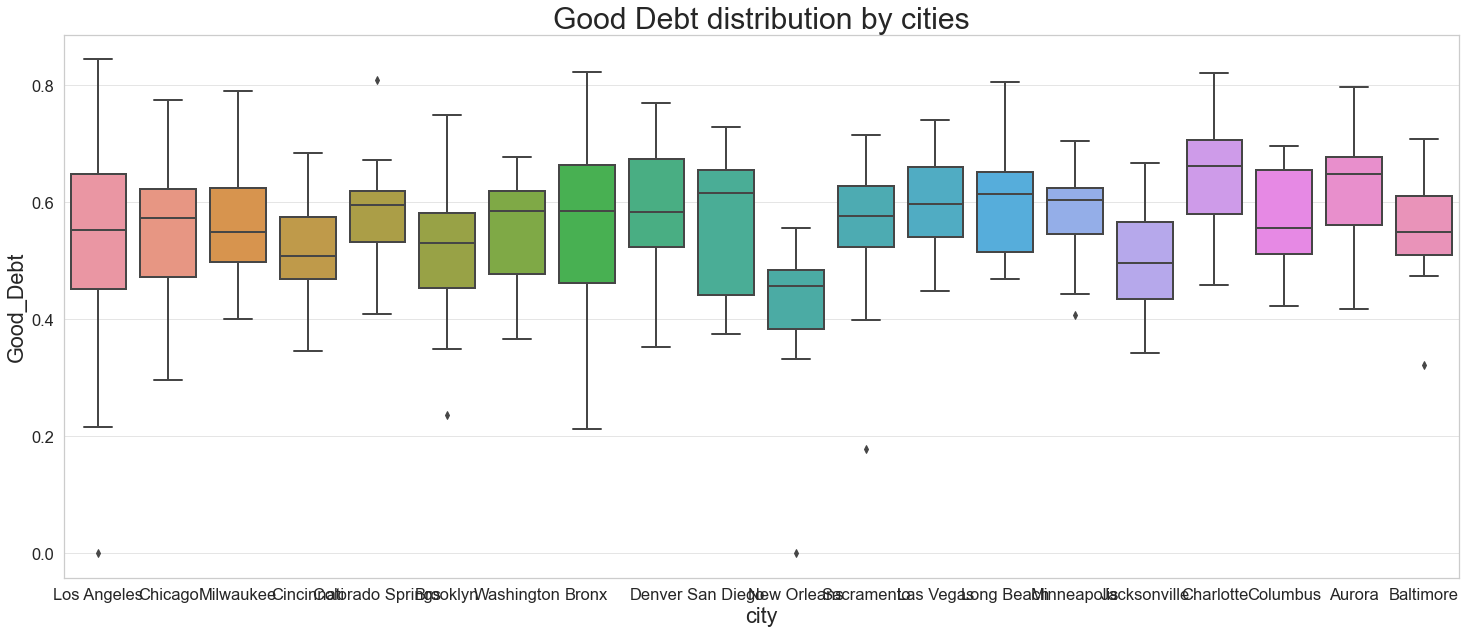 Good Debt distribution by cities
Good_Debt
0.8
0.6
0.4
0.2
0.0
Los Angeles Chicago Milwaukee Cincinnati Colorado Springs Brooklyn Washington Bronx Denver San Diego New Orleans Sacramento Las Vegas Long Beach Minneapolis Jacksonville Charlotte Columbus Aurora Baltimore
city